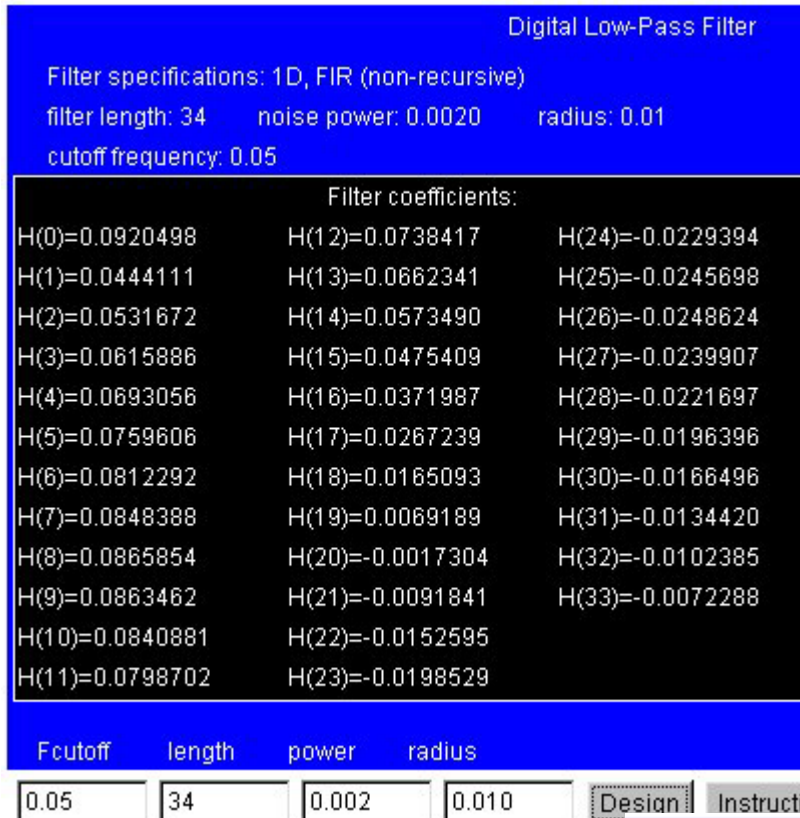 Digital Low-Pass Filter
Filter specifications: 1D, FIR (non-recursive)
filter length: 34 noise power: 0.0020 radius: 0.01
cutoff frequency: 0.05
Filter coefficients:
H(0)=0.0920498 H(12)=0.0738417 H(24)=-0.0229394
H(1)=0.0444111 H(13)=0.0662341 H(25)=-0.0245698
H(2)=0.0531672 H(14)=0.0573490 H(26)=-0.0248624
H(3)=0.0615886 H(15)=0.0475409 H(27)=-0.0239907
H(4)=0.0693056 H(16)=0.0371987 H(28)=-0.0221697
H(5)=0.0759606 H(17)=0.0267239 H(29)=-0.0196396
H(6)=0.0812292 H(18)=0.0165093 H(30)=-0.0166496
H(7)=0.0848388 H(19)=0.0069189 H(31)=-0.0134420
H(8)=0.0865854 H(20)=-0.0017304 H(32)=-0.0102385
H(9)=0.0863462 H(21)=-0.0091841 H(33)=-0.0072288
H(10)=0.0840881 H(22)=-0.0152595
H(11)=0.0798702 H(23)=-0.0198529
Fcutoff length power radius
0.05 34 0.002 0.010 Design Instructi